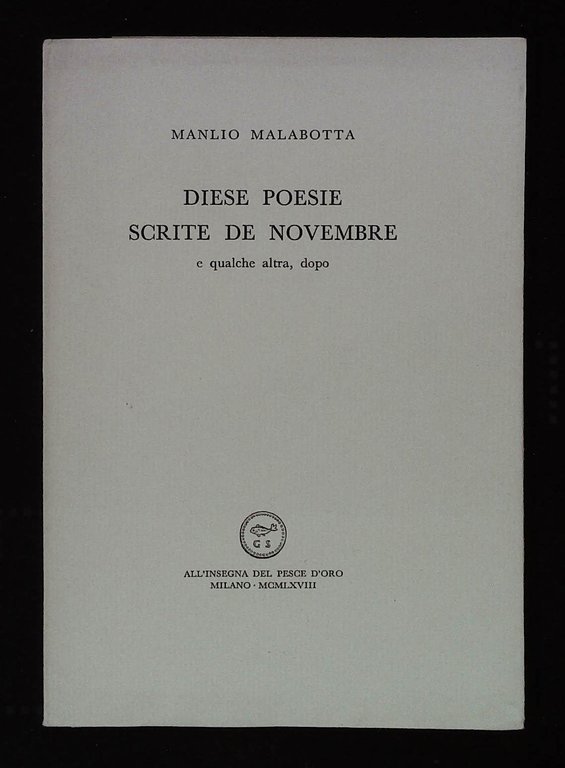 MANLIO MALABOTTA
DIESE POESIE
SCRITE DE NOVEMBRE
e qualche altra, dopo
G S
ALL'INSEGNA DEL PESCE D'ORO
MILANO · MCMLXVIII